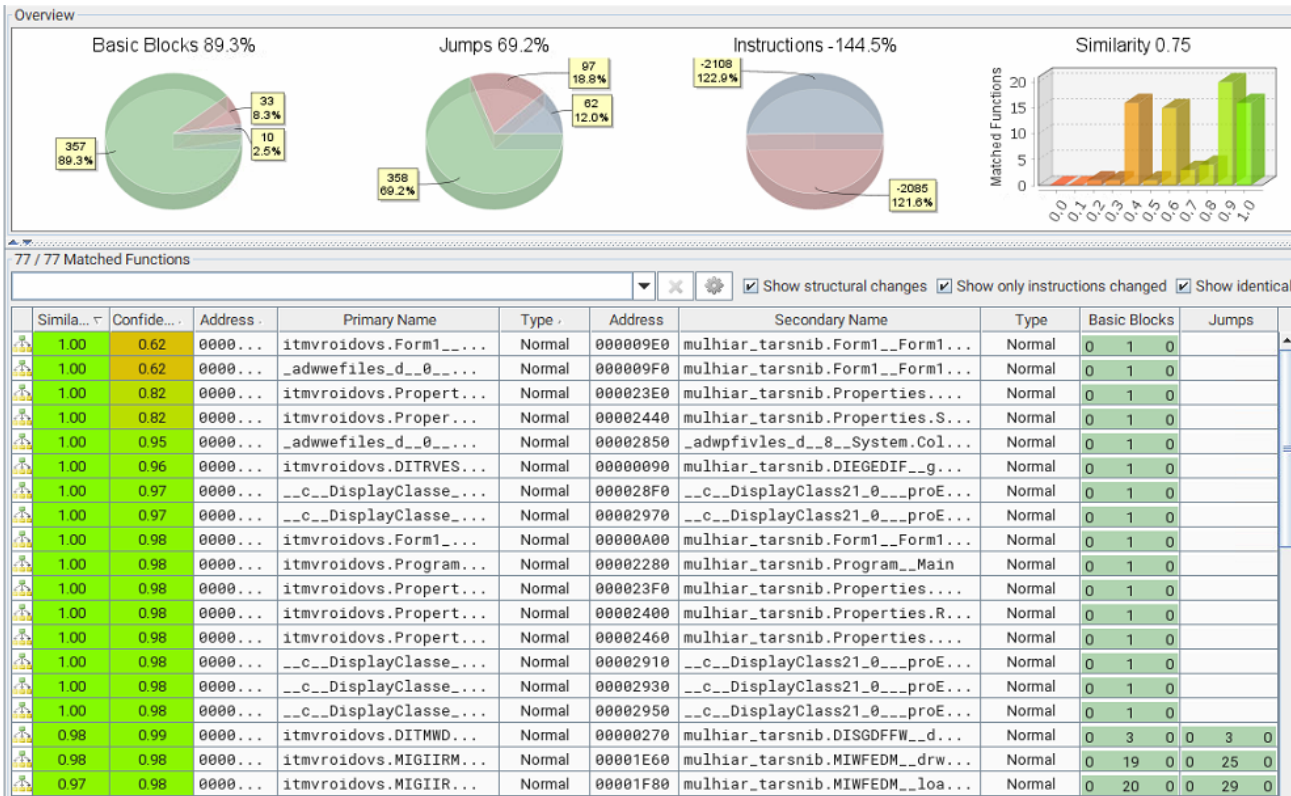 Overview
Basic Blocks 89.3% Jumps 69.2% Instructions -144.5% Similarity 0.75
357
89.3%
33
8.3%
10
2.5%
358
69.2%
97
18.8%
62
12.0%
-2108
122.9%
-2085
121.6%
Matched Functions
20
15
10
5
0
0.0 0.1 0.2 0.3 0.4 0.5 0.6 0.7 0.8 0.9 1.0
77 / 77 Matched Functions
Show structural changes Show only instructions changed Show identical
Simila... Confide... Address Primary Name Type Address Secondary Name Type Basic Blocks Jumps
1.00 0.62 0000... itmvroidovs.Form1__... Normal 000009E0 mulhiar_tarsnib.Form1__Form1... Normal 0 1 0
1.00 0.62 0000... _adwwefiles_d__0__... Normal 000009F0 mulhiar_tarsnib.Form1__Form1... Normal 0 1 0
1.00 0.82 0000... itmvroidovs.Propert... Normal 000023E0 mulhiar_tarsnib.Properties.... Normal 0 1 0
1.00 0.82 0000... itmvroidovs.Proper... Normal 00002440 mulhiar_tarsnib.Properties.S... Normal 0 1 0
1.00 0.95 0000... _adwwefiles_d__0__... Normal 00002850 _adwpfivles_d__8__System.Col... Normal 0 1 0
1.00 0.96 0000... itmvroidovs.DITRVES... Normal 00000090 mulhiar_tarsnib.DIEGEDIF__g... Normal 0 1 0
1.00 0.97 0000... __c__DisplayClasse_... Normal 000028F0 __c__DisplayClass21_0___proE... Normal 0 1 0
1.00 0.97 0000... __c__DisplayClasse_... Normal 00002970 __c__DisplayClass21_0___proE... Normal 0 1 0
1.00 0.98 0000... itmvroidovs.Form1_... Normal 00000A00 mulhiar_tarsnib.Form1__Form1... Normal 0 1 0
1.00 0.98 0000... itmvroidovs.Program... Normal 00002280 mulhiar_tarsnib.Program__Main Normal 0 1 0
1.00 0.98 0000... itmvroidovs.Propert... Normal 000023F0 mulhiar_tarsnib.Properties.... Normal 0 1 0
1.00 0.98 0000... itmvroidovs.Propert... Normal 00002400 mulhiar_tarsnib.Properties.R... Normal 0 1 0
1.00 0.98 0000... itmvroidovs.Propert... Normal 00002460 mulhiar_tarsnib.Properties.... Normal 0 1 0
1.00 0.98 0000... __c__DisplayClasse_... Normal 00002910 __c__DisplayClass21_0___proE... Normal 0 1 0
1.00 0.98 0000... __c__DisplayClasse_... Normal 00002930 __c__DisplayClass21_0___proE... Normal 0 1 0
1.00 0.98 0000... __c__DisplayClasse_... Normal 00002950 __c__DisplayClass21_0___proE... Normal 0 1 0
0.98 0.99 0000... itmvroidovs.DITMWD... Normal 00000270 mulhiar_tarsnib.DISGDFFW__d... Normal 0 3 0 0 3 0
0.98 0.98 0000... itmvroidovs.MIGIIRM... Normal 00001E60 mulhiar_tarsnib.MIWFEDM__drw... Normal 0 19 0 0 25 0
0.97 0.98 0000... itmvroidovs.MIGIIR... Normal 00001F80 mulhiar_tarsnib.MIWFEDM__loa... Normal 0 20 0 0 29 0